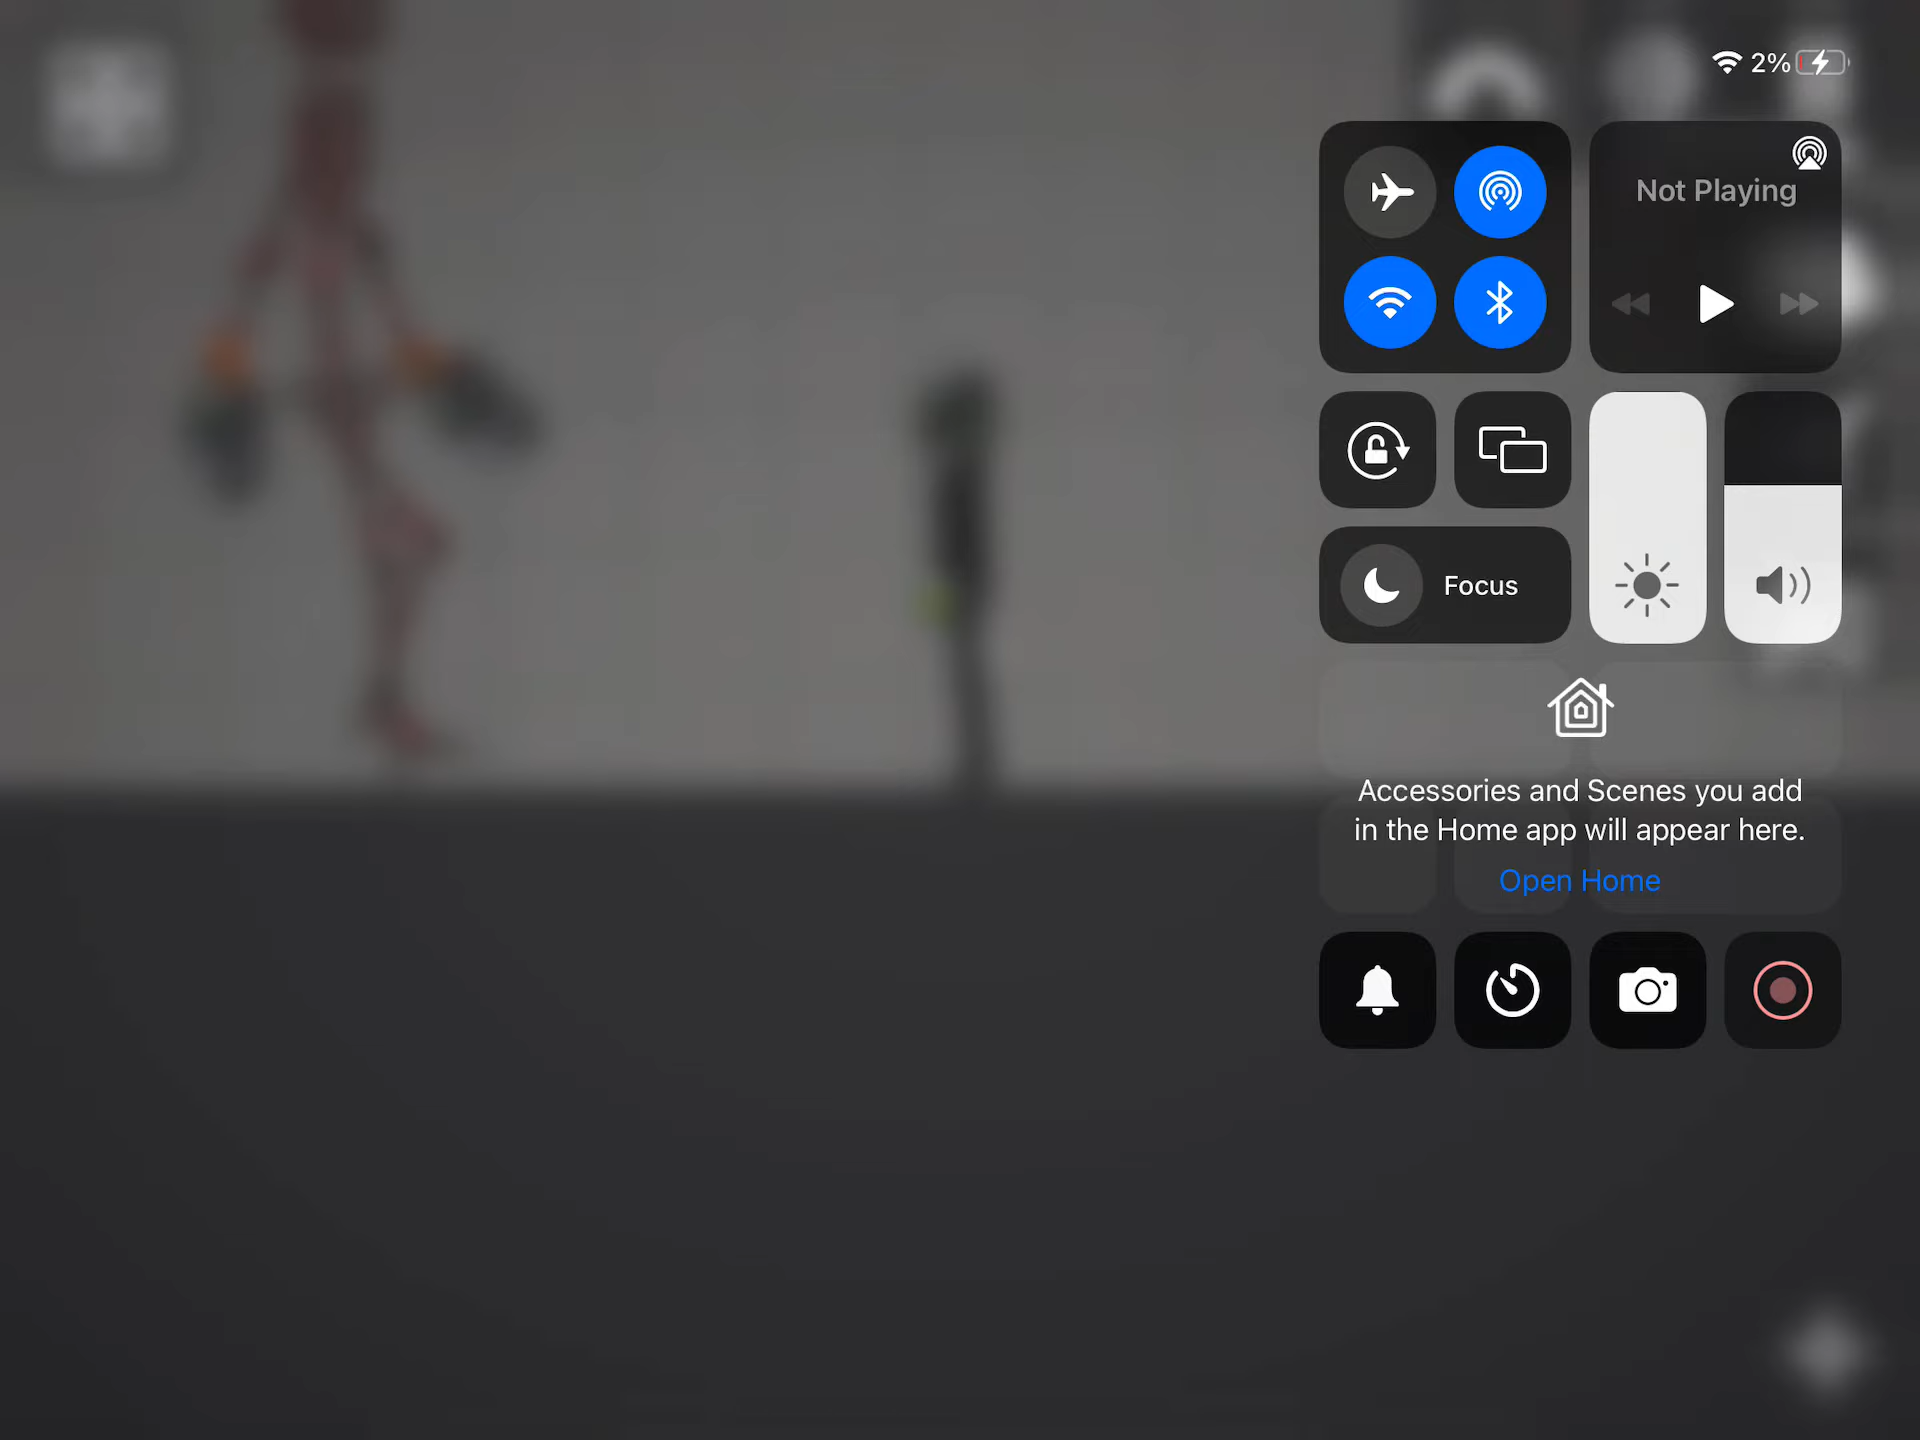 2%
Not Playing
Focus
Accessories and Scenes you add
in the Home app will appear here.
Open Home